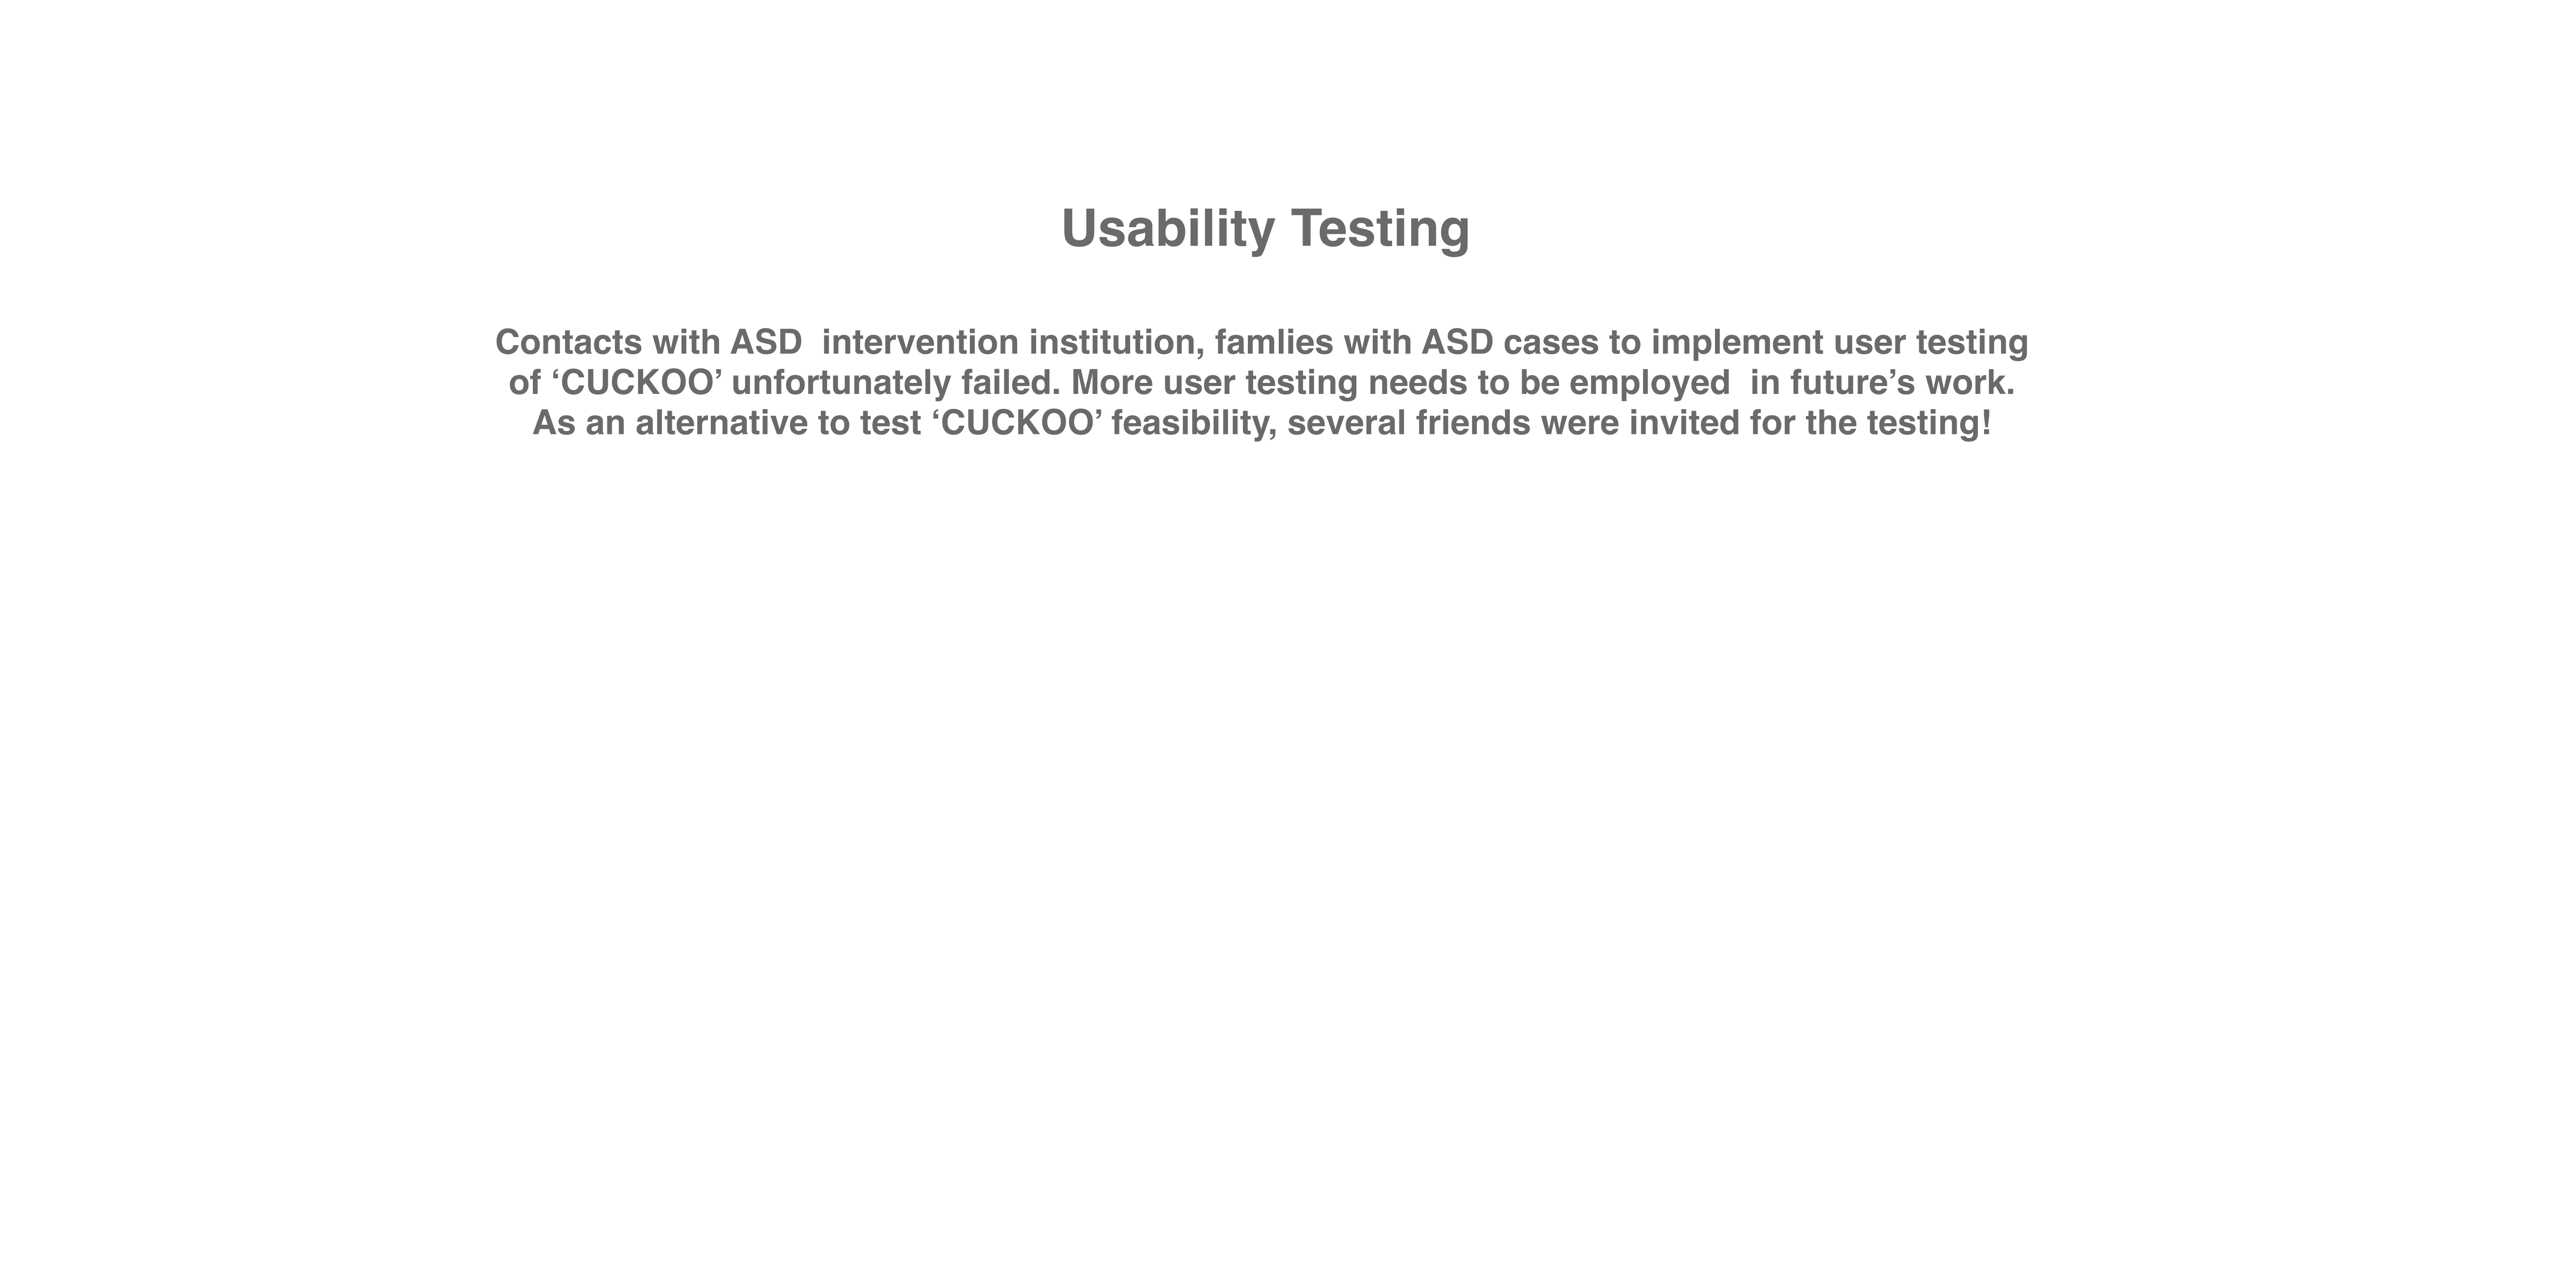 Usability Testing
Contacts with ASD  intervention institution, famlies with ASD cases to implement user testing
of ‘CUCKOO’ unfortunately failed. More user testing needs to be employed  in future’s work.
As an alternative to test ‘CUCKOO’ feasibility, several friends were invited for the testing!